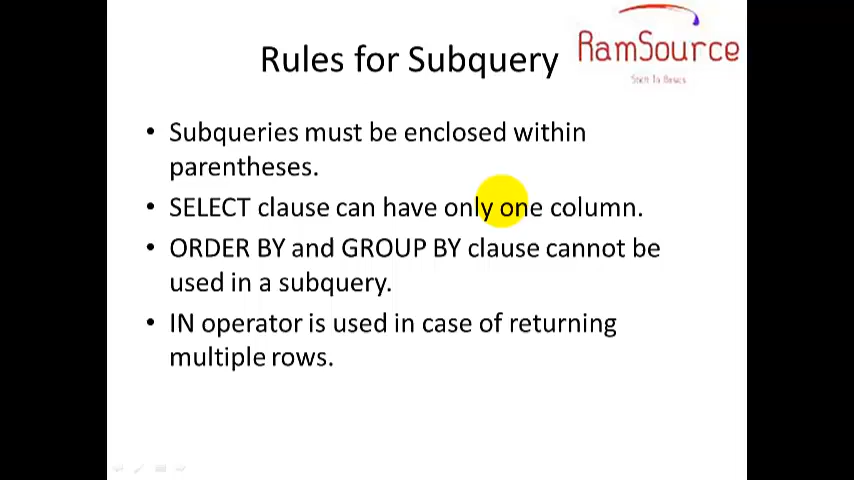 Rules for Subquery
RamSource
• Subqueries must be enclosed within
parentheses.
• SELECT clause can have only one column.
• ORDER BY and GROUP BY clause cannot be
used in a subquery.
• IN operator is used in case of returning
multiple rows.